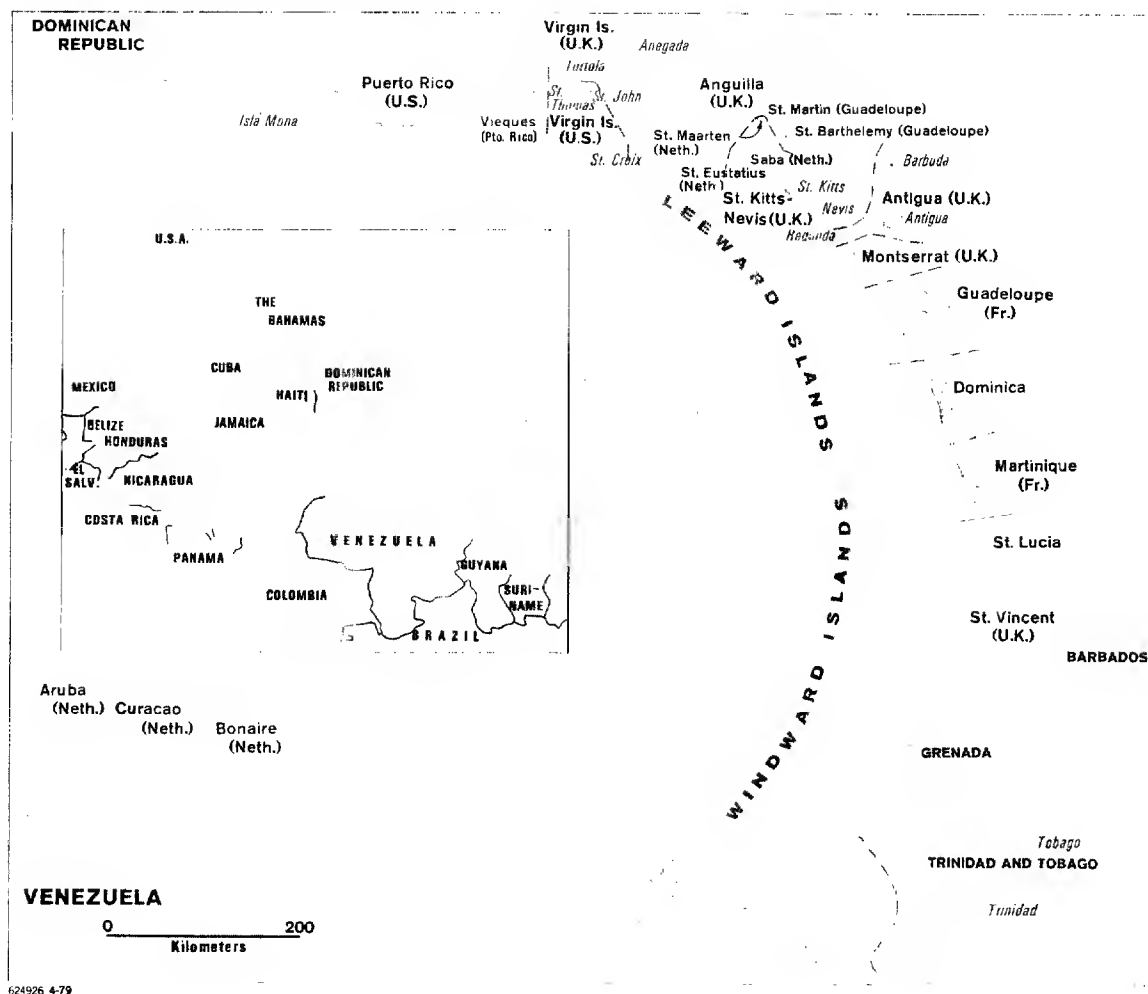 DOMINICAN
REPUBLIC
Virgin Is.
(U.K.)
Anegada
Tortola
Puerto Rico
(U.S.)
St.
Thomas
St. John
Anguilla
(U.K.)
St. Martin (Guadeloupe)
Isla Mona
Vieques
(Pto. Rico)
Virgin Is.
(U.S.)
St. Maarten
(Neth.)
St. Barthelemy (Guadeloupe)
St. Croix
Saba (Neth.)
Barbuda
St. Eustatius
(Neth.)
St. Kitts
St. Kitts-
Nevis (U.K.)
Nevis
Antigua (U.K.)
Antigua
Redonda
Montserrat (U.K.)
LEEWARD ISLANDS
Guadeloupe
(Fr.)
Dominica
Martinique
(Fr.)
St. Lucia
WINDWARD ISLANDS
St. Vincent
(U.K.)
BARBADOS
GRENADA
Tobago
TRINIDAD AND TOBAGO
Trinidad
U.S.A.
THE
BAHAMAS
CUBA
DOMINICAN
REPUBLIC
MEXICO
HAITI
JAMAICA
BELIZE
HONDURAS
EL
SALV.
NICARAGUA
COSTA RICA
PANAMA
VENEZUELA
GUYANA
COLOMBIA
SURI-
NAME
BRAZIL
Aruba
(Neth.)
Curacao
(Neth.)
Bonaire
(Neth.)
VENEZUELA
0 200
Kilometers
624926 4-79